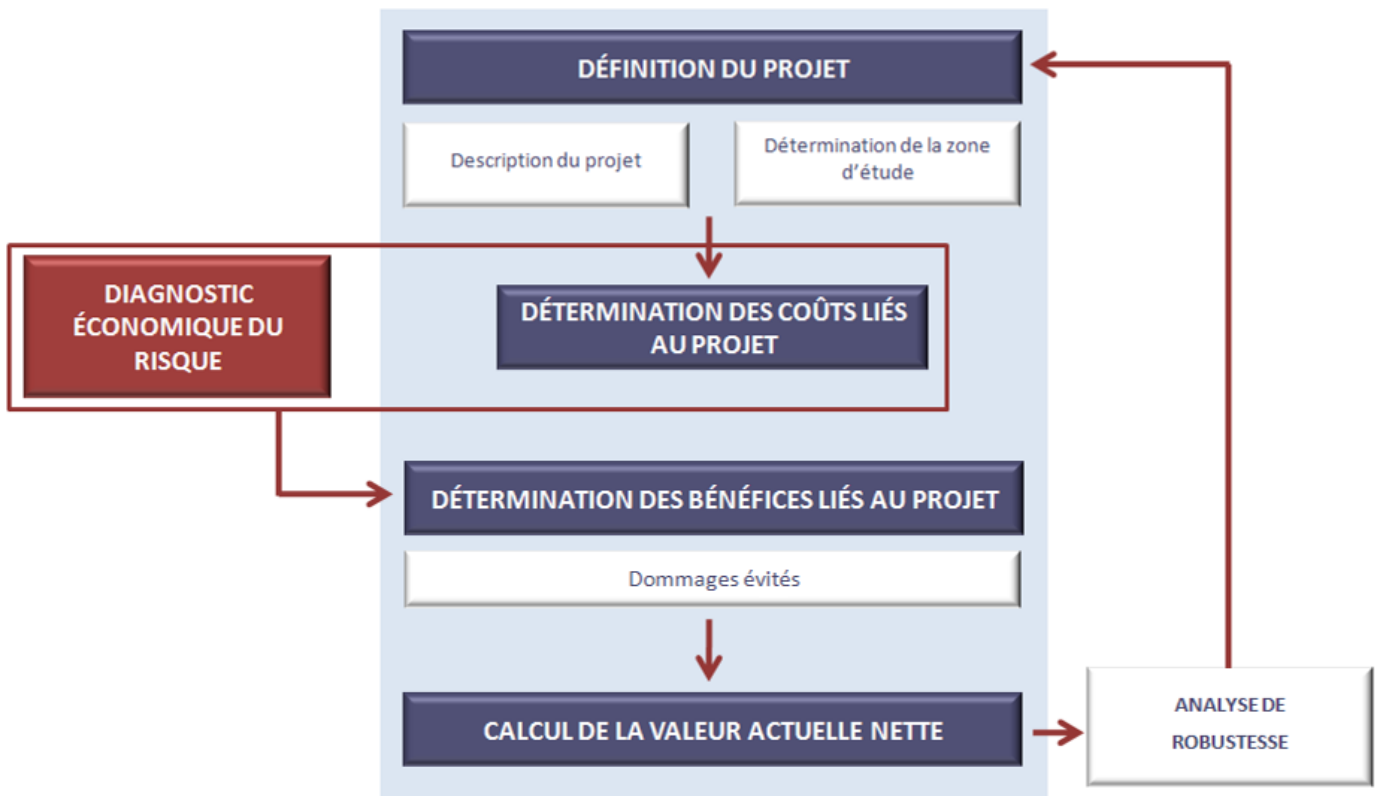 DÉFINITION DU PROJET
Description du projet
Détermination de la zone
d'étude
DIAGNOSTIC
ÉCONOMIQUE DU
RISQUE
DÉTERMINATION DES COÛTS LIÉS
AU PROJET
DÉTERMINATION DES BÉNÉFICES LIÉS AU PROJET
Dommages évités
CALCUL DE LA VALEUR ACTUELLE NETTE
ANALYSE DE
ROBUSTESSE